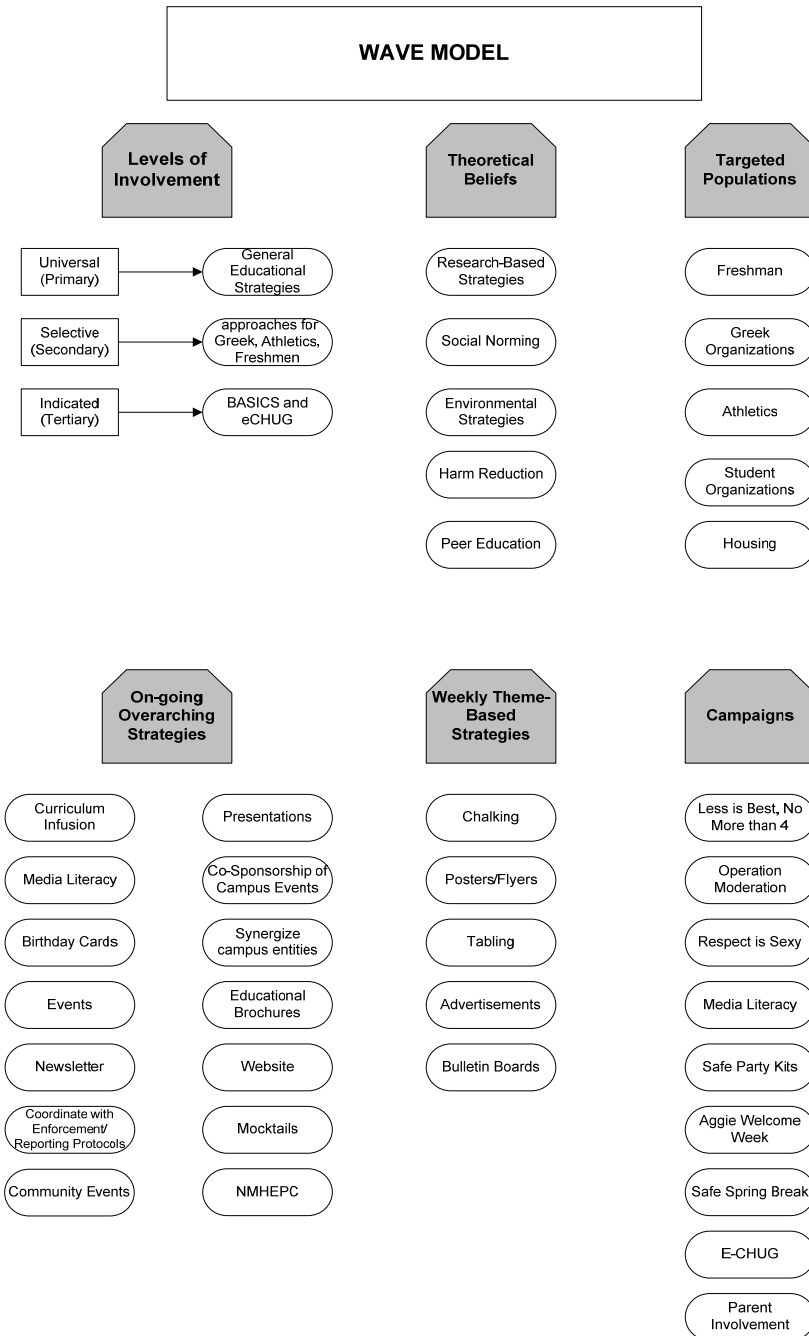 WAVE MODEL
Levels of
Involvement
Universal
(Primary)
General
Educational
Strategies
Selective
(Secondary)
approaches for
Greek, Athletics,
Freshmen
Indicated
(Tertiary)
BASICS and
eCHUG
Theoretical
Beliefs
Research-Based
Strategies
Social Norming
Environmental
Strategies
Harm Reduction
Peer Education
Targeted
Populations
Freshman
Greek
Organizations
Athletics
Student
Organizations
Housing
On-going
Overarching
Strategies
Curriculum
Infusion
Media Literacy
Birthday Cards
Events
Newsletter
Coordinate with
Enforcement/
Reporting Protocols
Community Events
Presentations
Co-Sponsorship of
Campus Events
Synergize
campus entities
Educational
Brochures
Website
Mocktails
NMHEPC
Weekly Theme-
Based
Strategies
Chalking
Posters/Flyers
Tabling
Advertisements
Bulletin Boards
Campaigns
Less is Best, No
More than 4
Operation
Moderation
Respect is Sexy
Media Literacy
Safe Party Kits
Aggie Welcome
Week
Safe Spring Break
E-CHUG
Parent
Involvement